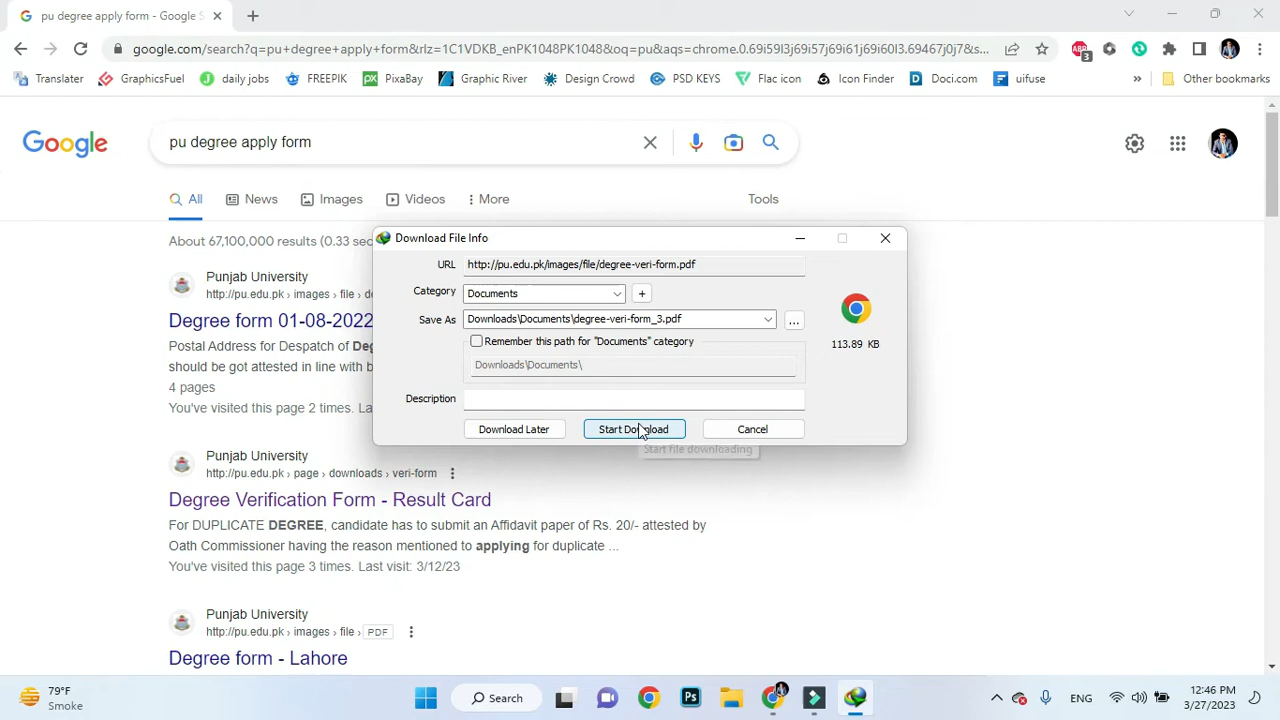 pu degree apply form - Google S
google.com/search?q=pu+degree+apply+form&rlz=1C1VDKB_enPK1048PK1048&oq=pu&aqs=chrome.0.69i59l3j69i57j69i61j69i60l3.69467j0j7&s...
3
Translater
GraphicsFuel
daily jobs
FREEPIK
PixaBay
Graphic River
Design Crowd
PSD KEYS
Flac icon
Icon Finder
Doci.com
uifuse
»
Other bookmarks
Google
pu degree apply form
All
News
Images
Videos
More
Tools
About 67,100,000 results (0.33 sec
Download File Info
URL
http://pu.edu.pk/images/file/degree-veri-form.pdf
Category
Documents
+
Save As
Downloads\Documents\degree-veri-form_3.pdf
...
113.89 KB
Remember this path for "Documents" category
Downloads\Documents\
Description
Download Later
Start Download
Cancel
Start file downloading
Punjab University
http://pu.edu.pk › images › file › d
Degree form 01-08-2022
Postal Address for Despatch of Deg
should be got attested in line with b
4 pages
You've visited this page 2 times. L
Punjab University
http://pu.edu.pk › page › downloads › veri-form
Degree Verification Form - Result Card
For DUPLICATE DEGREE, candidate has to submit an Affidavit paper of Rs. 20/- attested by
Oath Commissioner having the reason mentioned to applying for duplicate ...
You've visited this page 3 times. Last visit: 3/12/23
Punjab University
http://pu.edu.pk › images › file › PDF
Degree form - Lahore
79°F
Smoke
Search
Ps
ENG
12:46 PM
3/27/2023